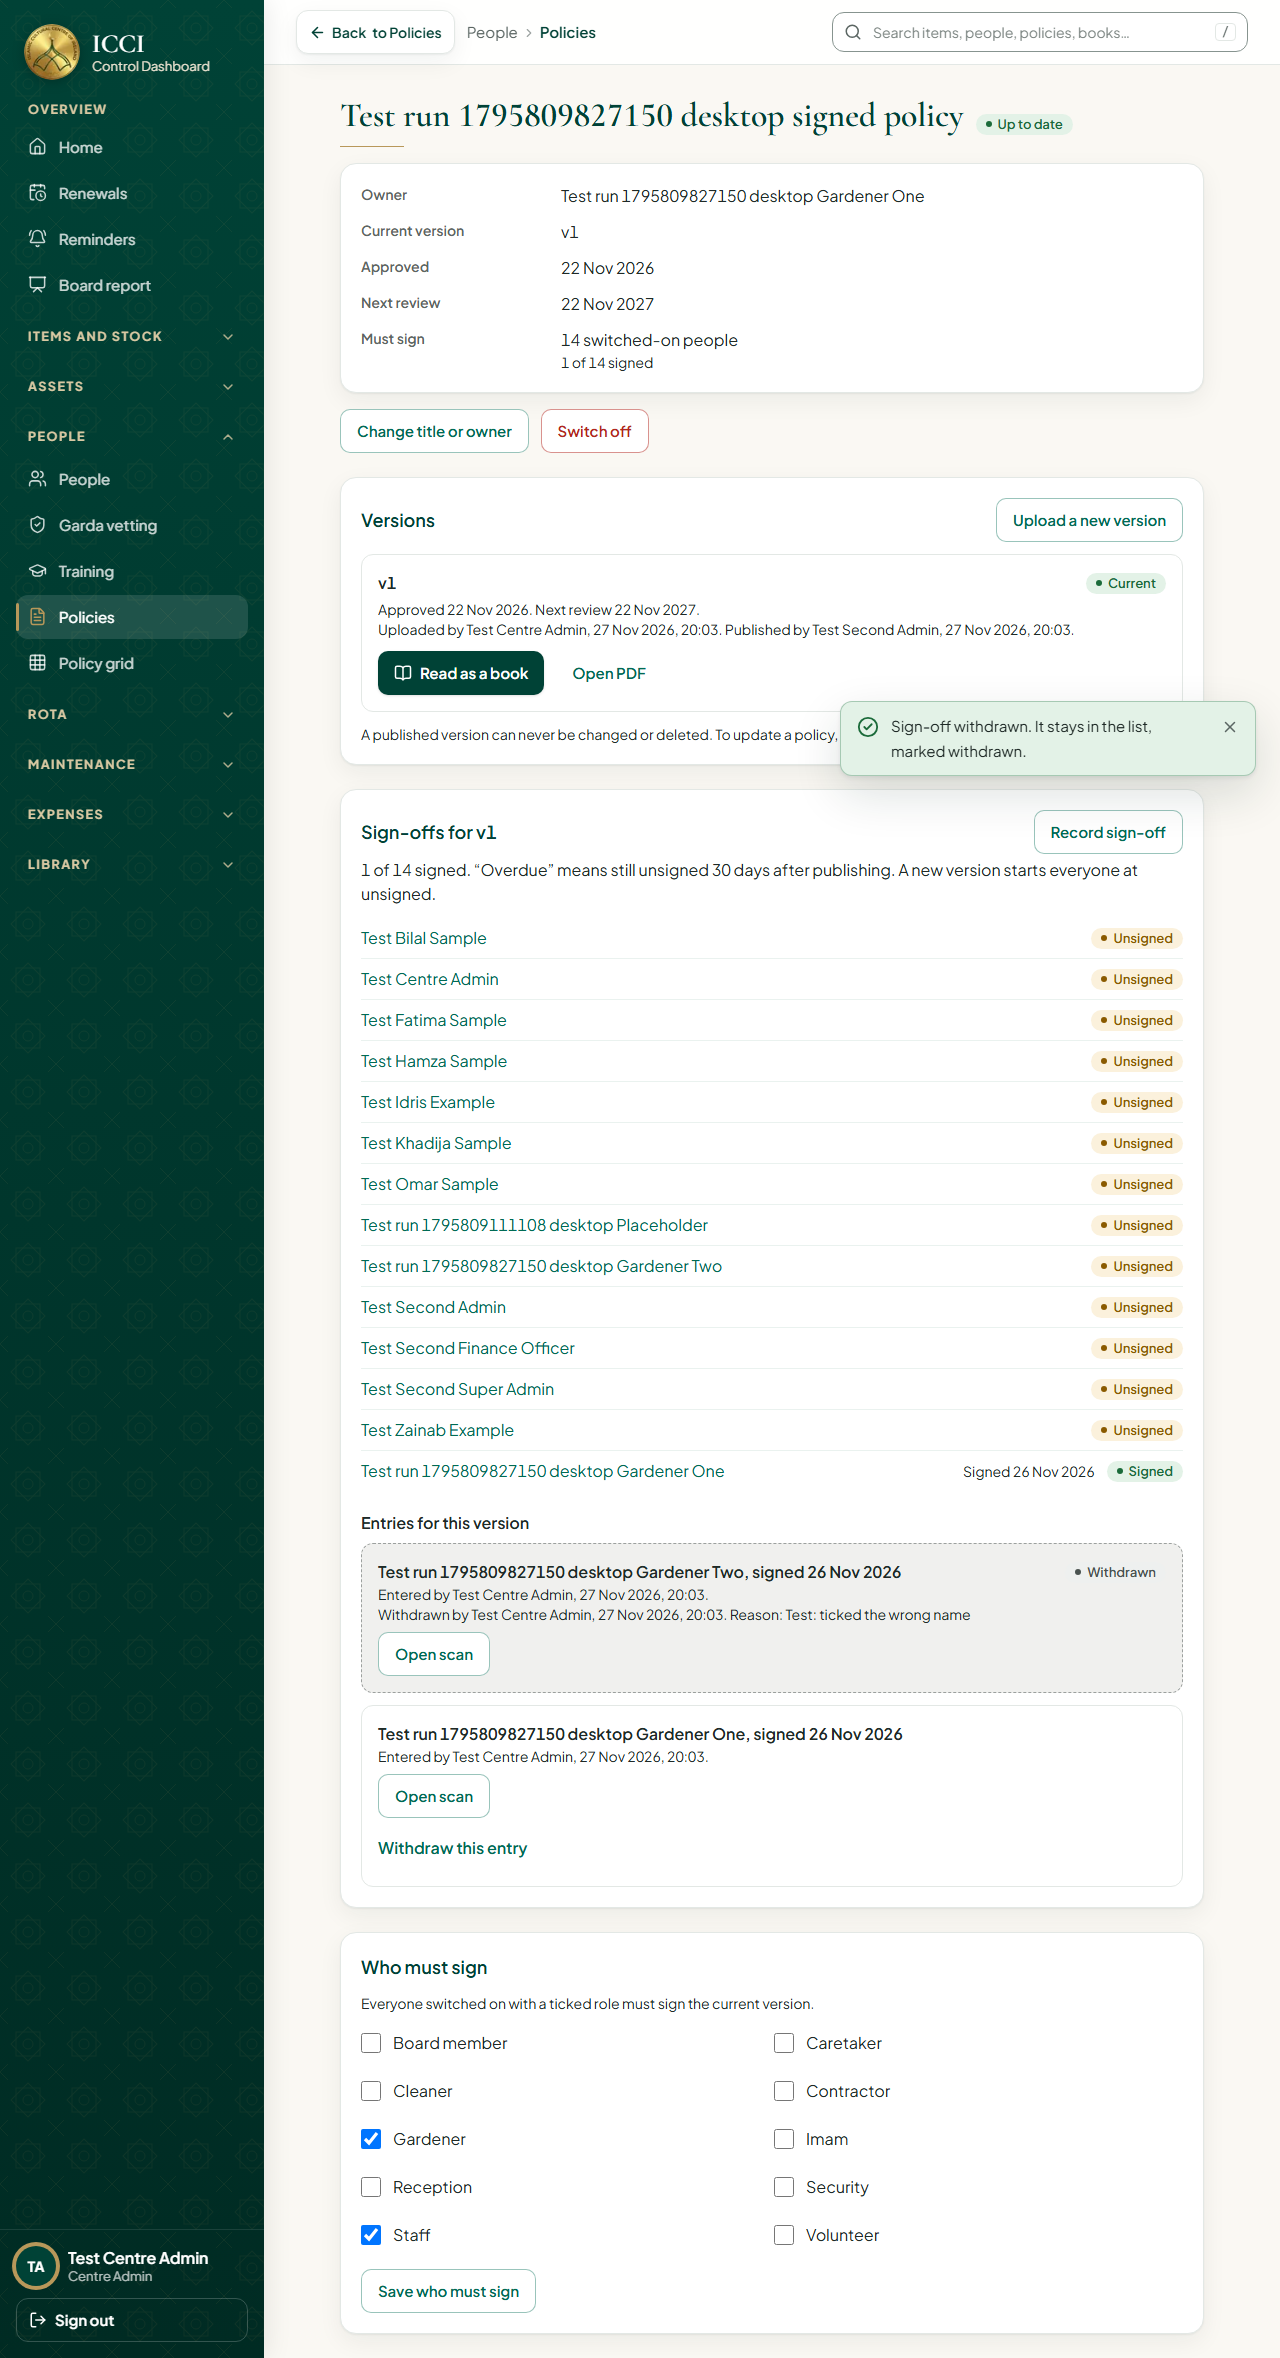 ICCI
Control Dashboard
OVERVIEW
Home
Renewals
Reminders
Board report
ITEMS AND STOCK
ASSETS
PEOPLE
People
Garda vetting
Training
Policies
Policy grid
ROTA
MAINTENANCE
EXPENSES
LIBRARY
TA
Test Centre Admin
Centre Admin
Sign out
Back to Policies
People > Policies
Search items, people, policies, books... /
Test run 1795809827150 desktop signed policy
Up to date
Owner
Test run 1795809827150 desktop Gardener One
Current version
v1
Approved
22 Nov 2026
Next review
22 Nov 2027
Must sign
14 switched-on people
1 of 14 signed
Change title or owner
Switch off
Versions
Upload a new version
v1
Current
Approved 22 Nov 2026. Next review 22 Nov 2027.
Uploaded by Test Centre Admin, 27 Nov 2026, 20:03. Published by Test Second Admin, 27 Nov 2026, 20:03.
Read as a book
Open PDF
A published version can never be changed or deleted. To update a policy,
Sign-off withdrawn. It stays in the list,
marked withdrawn.
Sign-offs for v1
Record sign-off
1 of 14 signed. “Overdue” means still unsigned 30 days after publishing. A new version starts everyone at
unsigned.
Test Bilal Sample
Unsigned
Test Centre Admin
Unsigned
Test Fatima Sample
Unsigned
Test Hamza Sample
Unsigned
Test Idris Example
Unsigned
Test Khadija Sample
Unsigned
Test Omar Sample
Unsigned
Test run 1795809111108 desktop Placeholder
Unsigned
Test run 1795809827150 desktop Gardener Two
Unsigned
Test Second Admin
Unsigned
Test Second Finance Officer
Unsigned
Test Second Super Admin
Unsigned
Test Zainab Example
Unsigned
Test run 1795809827150 desktop Gardener One
Signed 26 Nov 2026
Signed
Entries for this version
Test run 1795809827150 desktop Gardener Two, signed 26 Nov 2026
Withdrawn
Entered by Test Centre Admin, 27 Nov 2026, 20:03.
Withdrawn by Test Centre Admin, 27 Nov 2026, 20:03. Reason: Test: ticked the wrong name
Open scan
Test run 1795809827150 desktop Gardener One, signed 26 Nov 2026
Entered by Test Centre Admin, 27 Nov 2026, 20:03.
Open scan
Withdraw this entry
Who must sign
Everyone switched on with a ticked role must sign the current version.
Board member
Caretaker
Cleaner
Contractor
Gardener
Imam
Reception
Security
Staff
Volunteer
Save who must sign